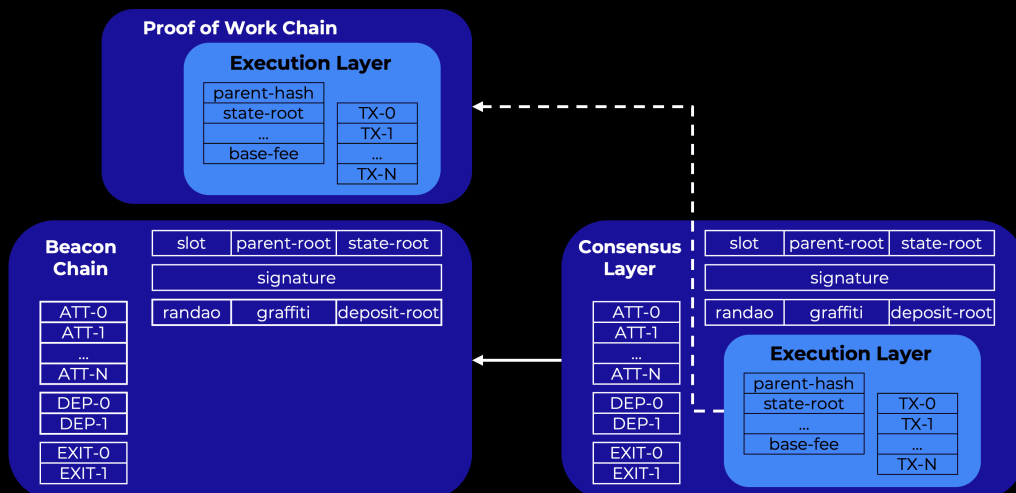 Proof of Work Chain
Execution Layer
parent-hash
state-root
...
base-fee
TX-0
TX-1
...
TX-N
Beacon
Chain
slot
parent-root
state-root
signature
randao
graffiti
deposit-root
ATT-0
ATT-1
...
ATT-N
DEP-0
DEP-1
EXIT-0
EXIT-1
Consensus
Layer
slot
parent-root
state-root
signature
randao
graffiti
deposit-root
ATT-0
ATT-1
...
ATT-N
DEP-0
DEP-1
EXIT-0
EXIT-1
Execution Layer
parent-hash
state-root
...
base-fee
TX-0
TX-1
...
TX-N